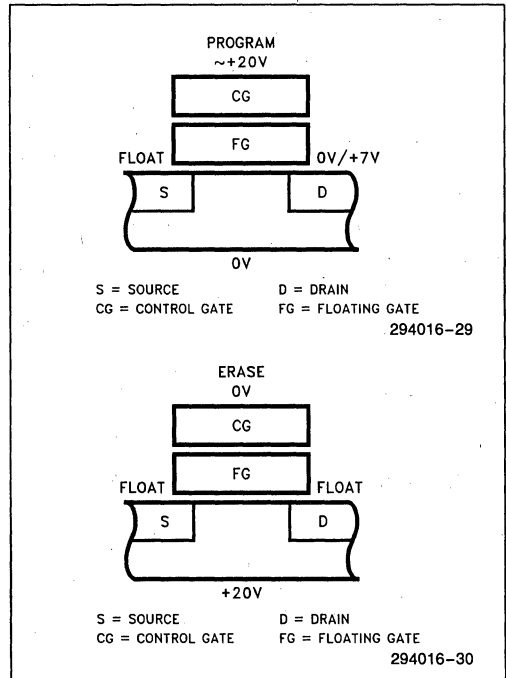 PROGRAM
~+20V
CG
FG
FLOAT
0V/+7V
S
D
0V
S = SOURCE D = DRAIN
CG = CONTROL GATE FG = FLOATING GATE
294016-29
ERASE
0V
CG
FG
FLOAT
FLOAT
S
D
+20V
S = SOURCE D = DRAIN
CG = CONTROL GATE FG = FLOATING GATE
294016-30